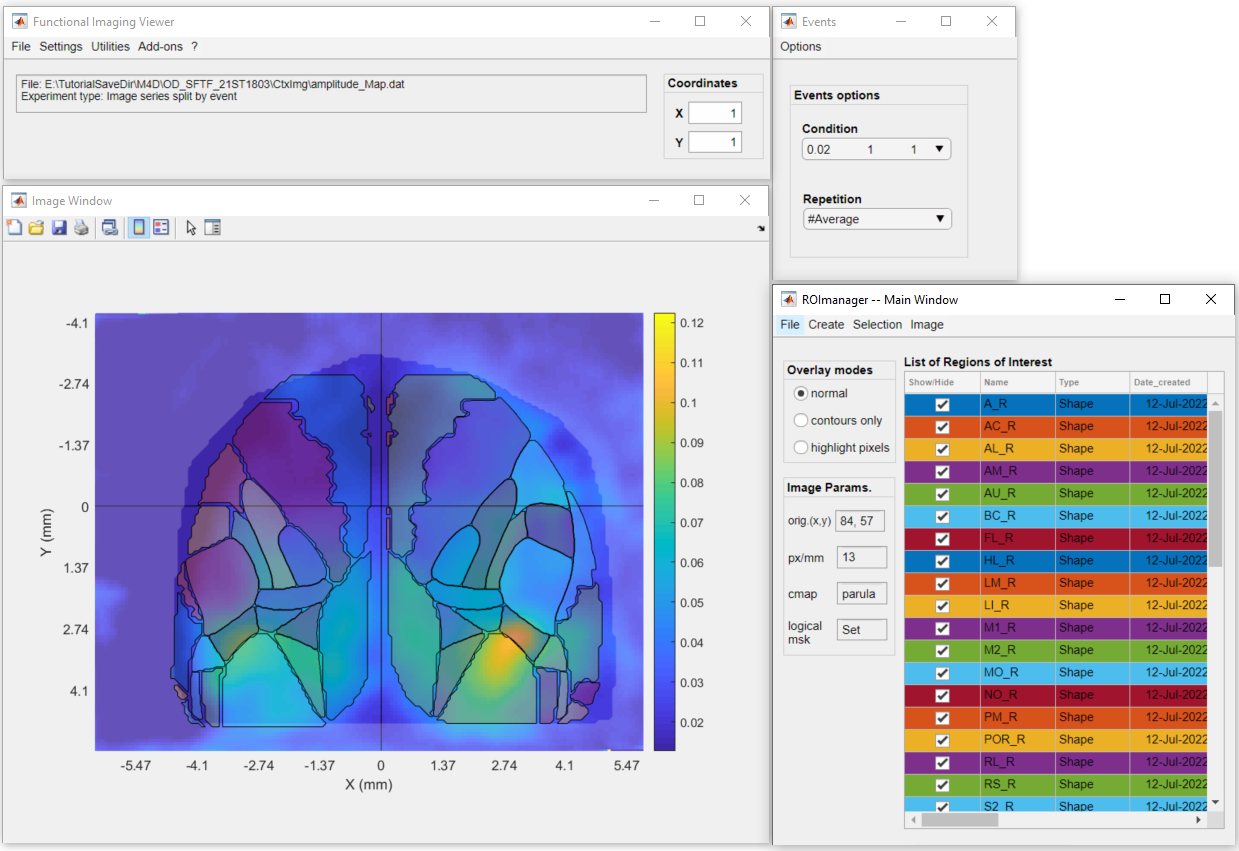 Functional Imaging Viewer
File Settings Utilities Add-ons ?
File: E:\TutorialSaveDir\M4D\OD_SFTF_21ST1803\CtxImg\amplitude_Map.dat
Experiment type: Image series split by event
Coordinates
X 1
Y 1
Events
Options
Events options
Condition
0.02 1 1
Repetition
#Average
Image Window
-4.1
-2.74
-1.37
0
1.37
2.74
4.1
Y (mm)
-5.47 -4.1 -2.74 -1.37 0 1.37 2.74 4.1 5.47
X (mm)
0.12
0.11
0.1
0.09
0.08
0.07
0.06
0.05
0.04
0.03
0.02
ROImanager -- Main Window
File Create Selection Image
Overlay modes
normal
contours only
highlight pixels
Image Params.
orig.(x,y) 84, 57
px/mm 13
cmap parula
logical msk Set
List of Regions of Interest
Show/Hide Name Type Date_created
A_R Shape 12-Jul-2022
AC_R Shape 12-Jul-2022
AL_R Shape 12-Jul-2022
AM_R Shape 12-Jul-2022
AU_R Shape 12-Jul-2022
BC_R Shape 12-Jul-2022
FL_R Shape 12-Jul-2022
HL_R Shape 12-Jul-2022
LM_R Shape 12-Jul-2022
LI_R Shape 12-Jul-2022
M1_R Shape 12-Jul-2022
M2_R Shape 12-Jul-2022
MO_R Shape 12-Jul-2022
NO_R Shape 12-Jul-2022
PM_R Shape 12-Jul-2022
POR_R Shape 12-Jul-2022
RL_R Shape 12-Jul-2022
RS_R Shape 12-Jul-2022
S2_R Shape 12-Jul-2022